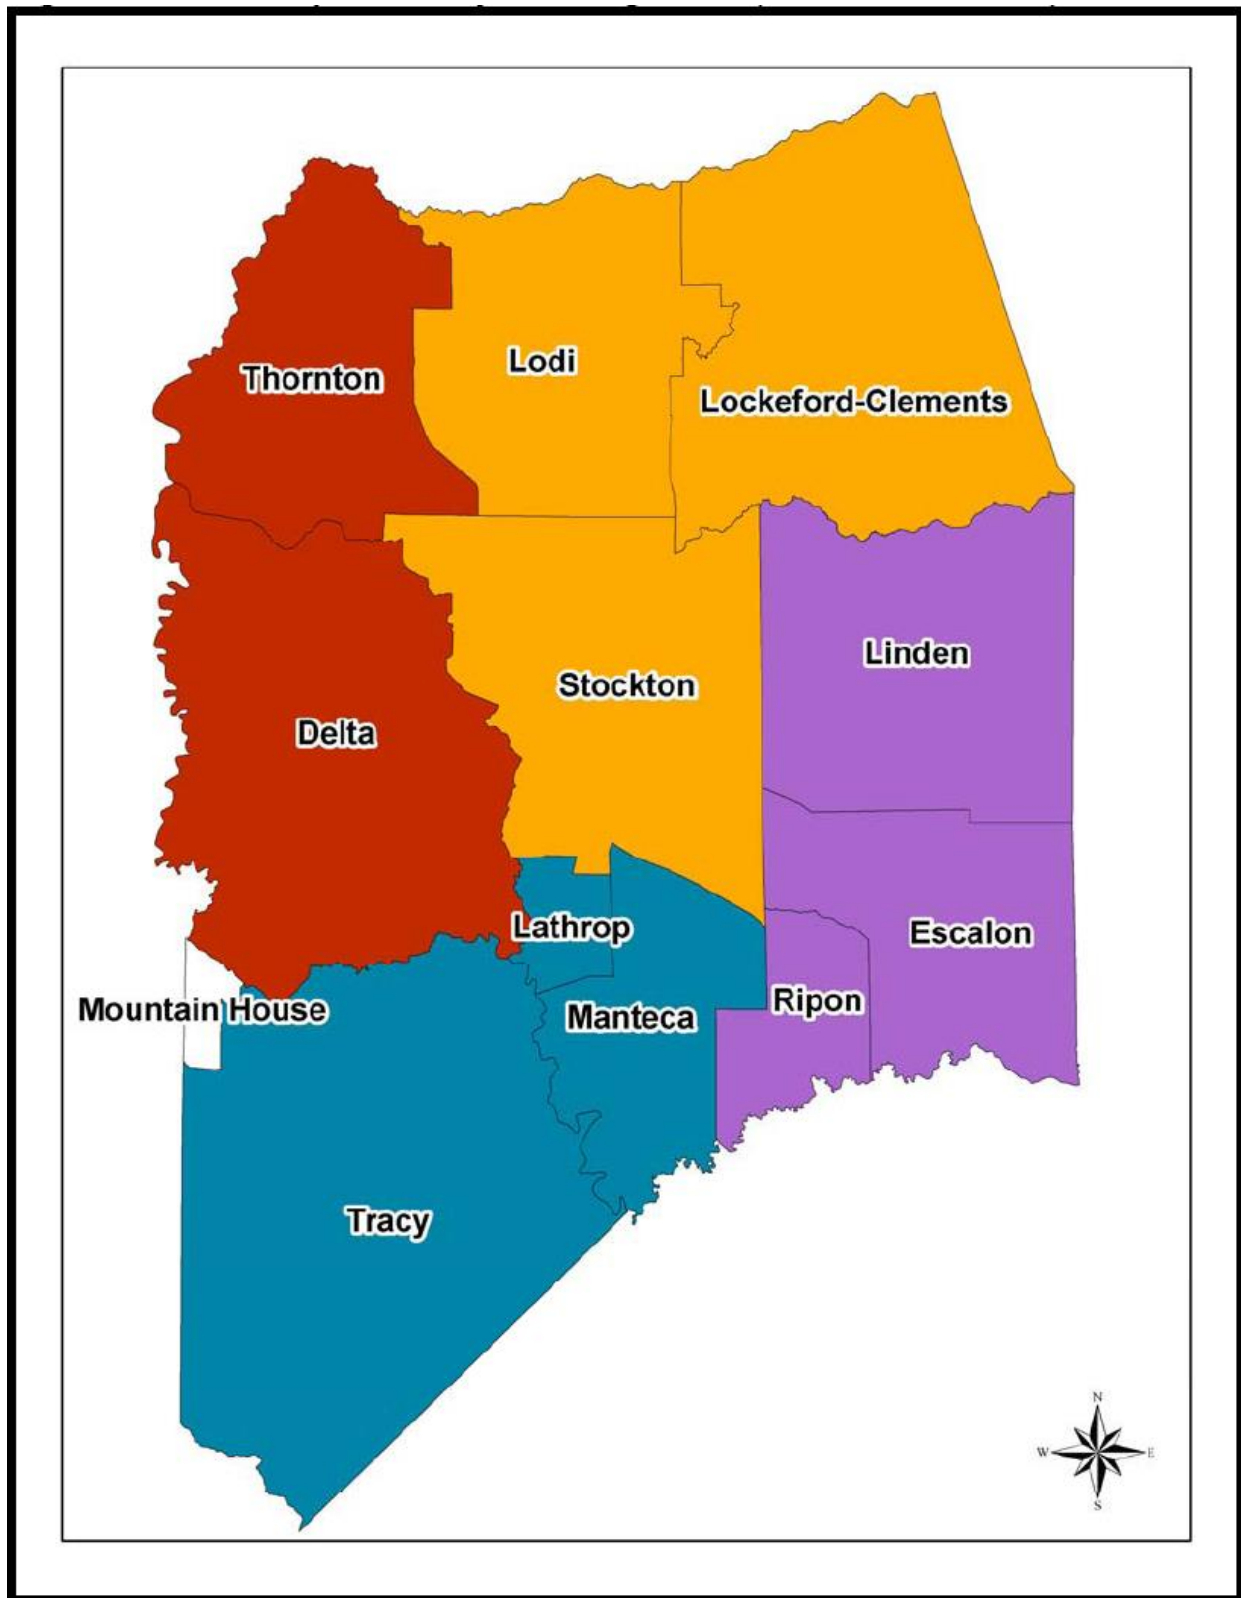 Lodi
Thornton
Lockeford-Clements
Linden
Stockton
Delta
Lathrop
Escalon
Mountain House
Ripon
Manteca
Tracy
N
W
E
S